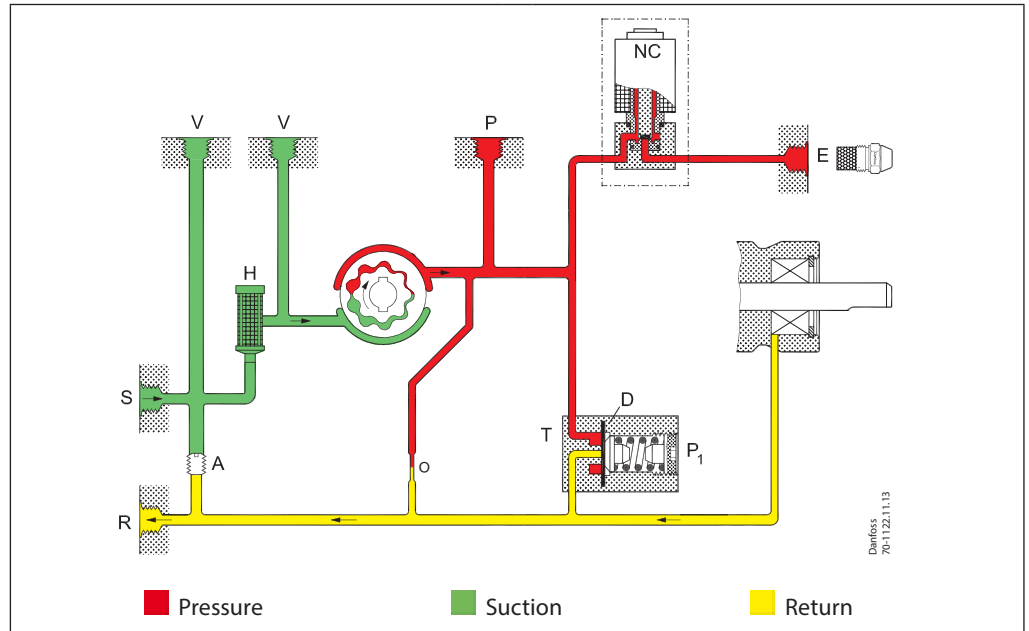 NC
V V P
E
H
S
D
T
P1
A
O
R
Danfoss
70-1122.11.13
Pressure
Suction
Return